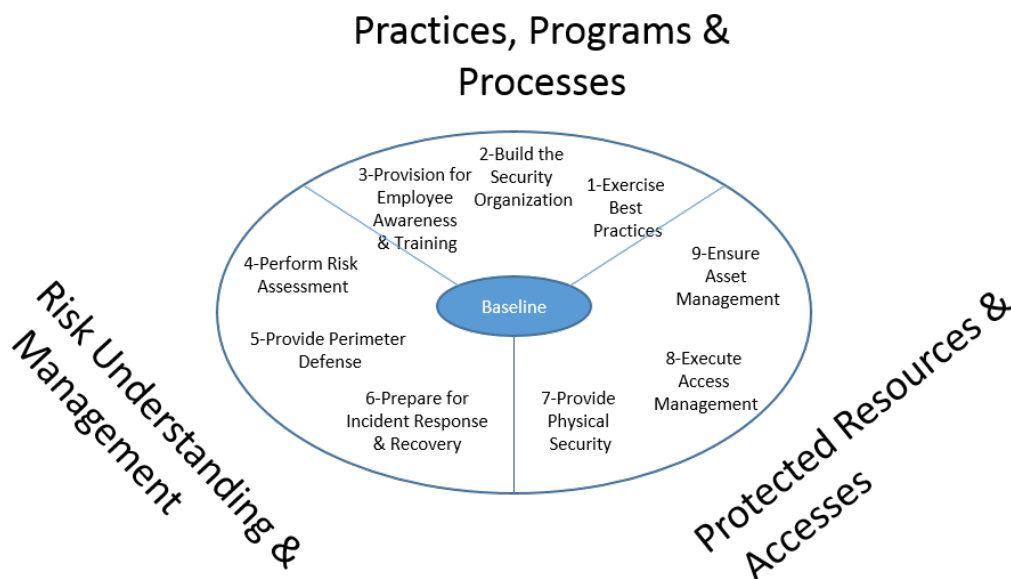 Practices, Programs &
Processes
2-Build the
Security
Organization
3-Provision for
Employee
Awareness
& Training
1-Exercise
Best
Practices
4-Perform Risk
Assessment
9-Ensure
Asset
Management
Baseline
5-Provide Perimeter
Defense
8-Execute
Access
Management
6-Prepare for
Incident Response
& Recovery
7-Provide
Physical
Security
Risk Understanding &
Management
Protected Resources &
Accesses